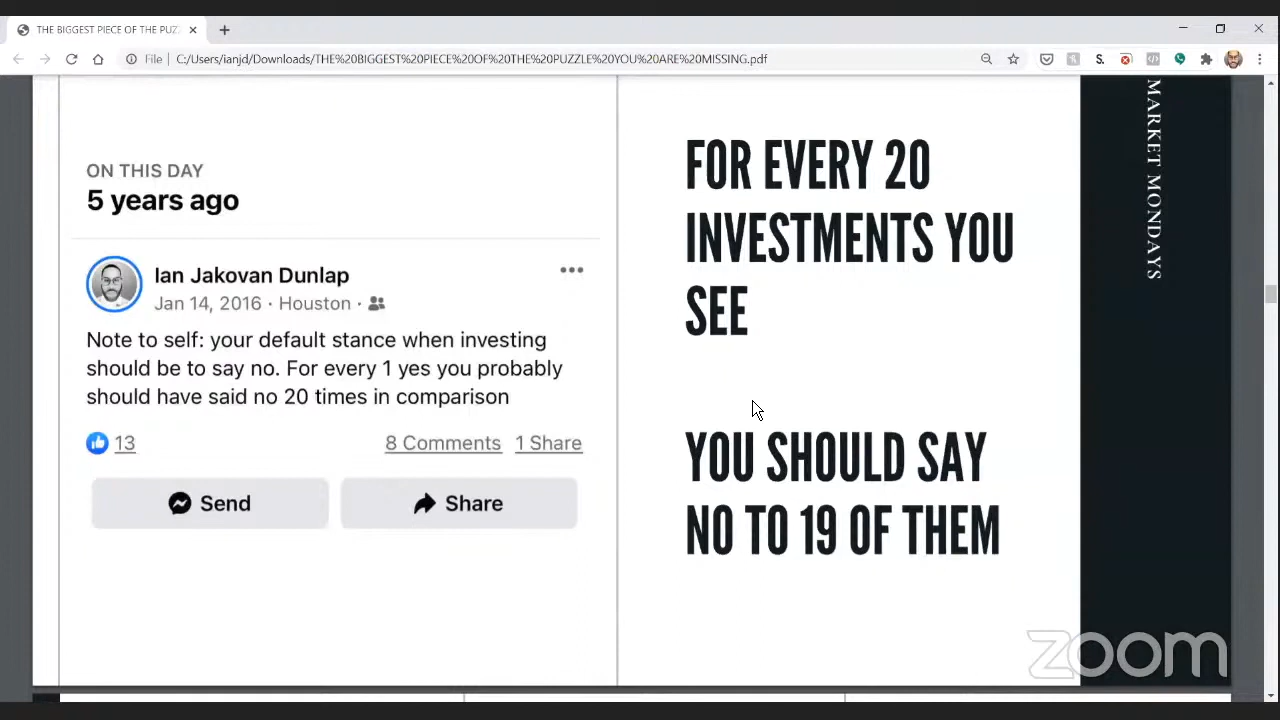 THE BIGGEST PIECE OF THE PUZ
File
C:/Users/ianjd/Downloads/THE%20BIGGEST%20PIECE%20OF%20THE%20PUZZLE%20YOU%20ARE%20MISSING.pdf
ON THIS DAY
5 years ago
Ian Jakovan Dunlap
Jan 14, 2016 · Houston ·
Note to self: your default stance when investing
should be to say no. For every 1 yes you probably
should have said no 20 times in comparison
13
8 Comments 1 Share
Send
Share
FOR EVERY 20
INVESTMENTS YOU
SEE
YOU SHOULD SAY
NO TO 19 OF THEM
MARKET MONDAYS
zoom